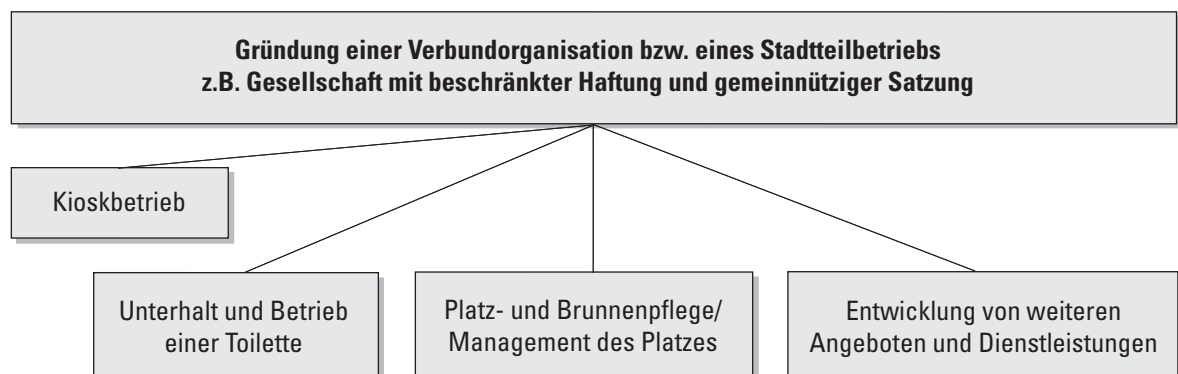 Gründung einer Verbundorganisation bzw. eines Stadtteilbetriebs
z.B. Gesellschaft mit beschränkter Haftung und gemeinnütziger Satzung
Kioskbetrieb
Unterhalt und Betrieb
einer Toilette
Platz- und Brunnenpflege/
Management des Platzes
Entwicklung von weiteren
Angeboten und Dienstleistungen